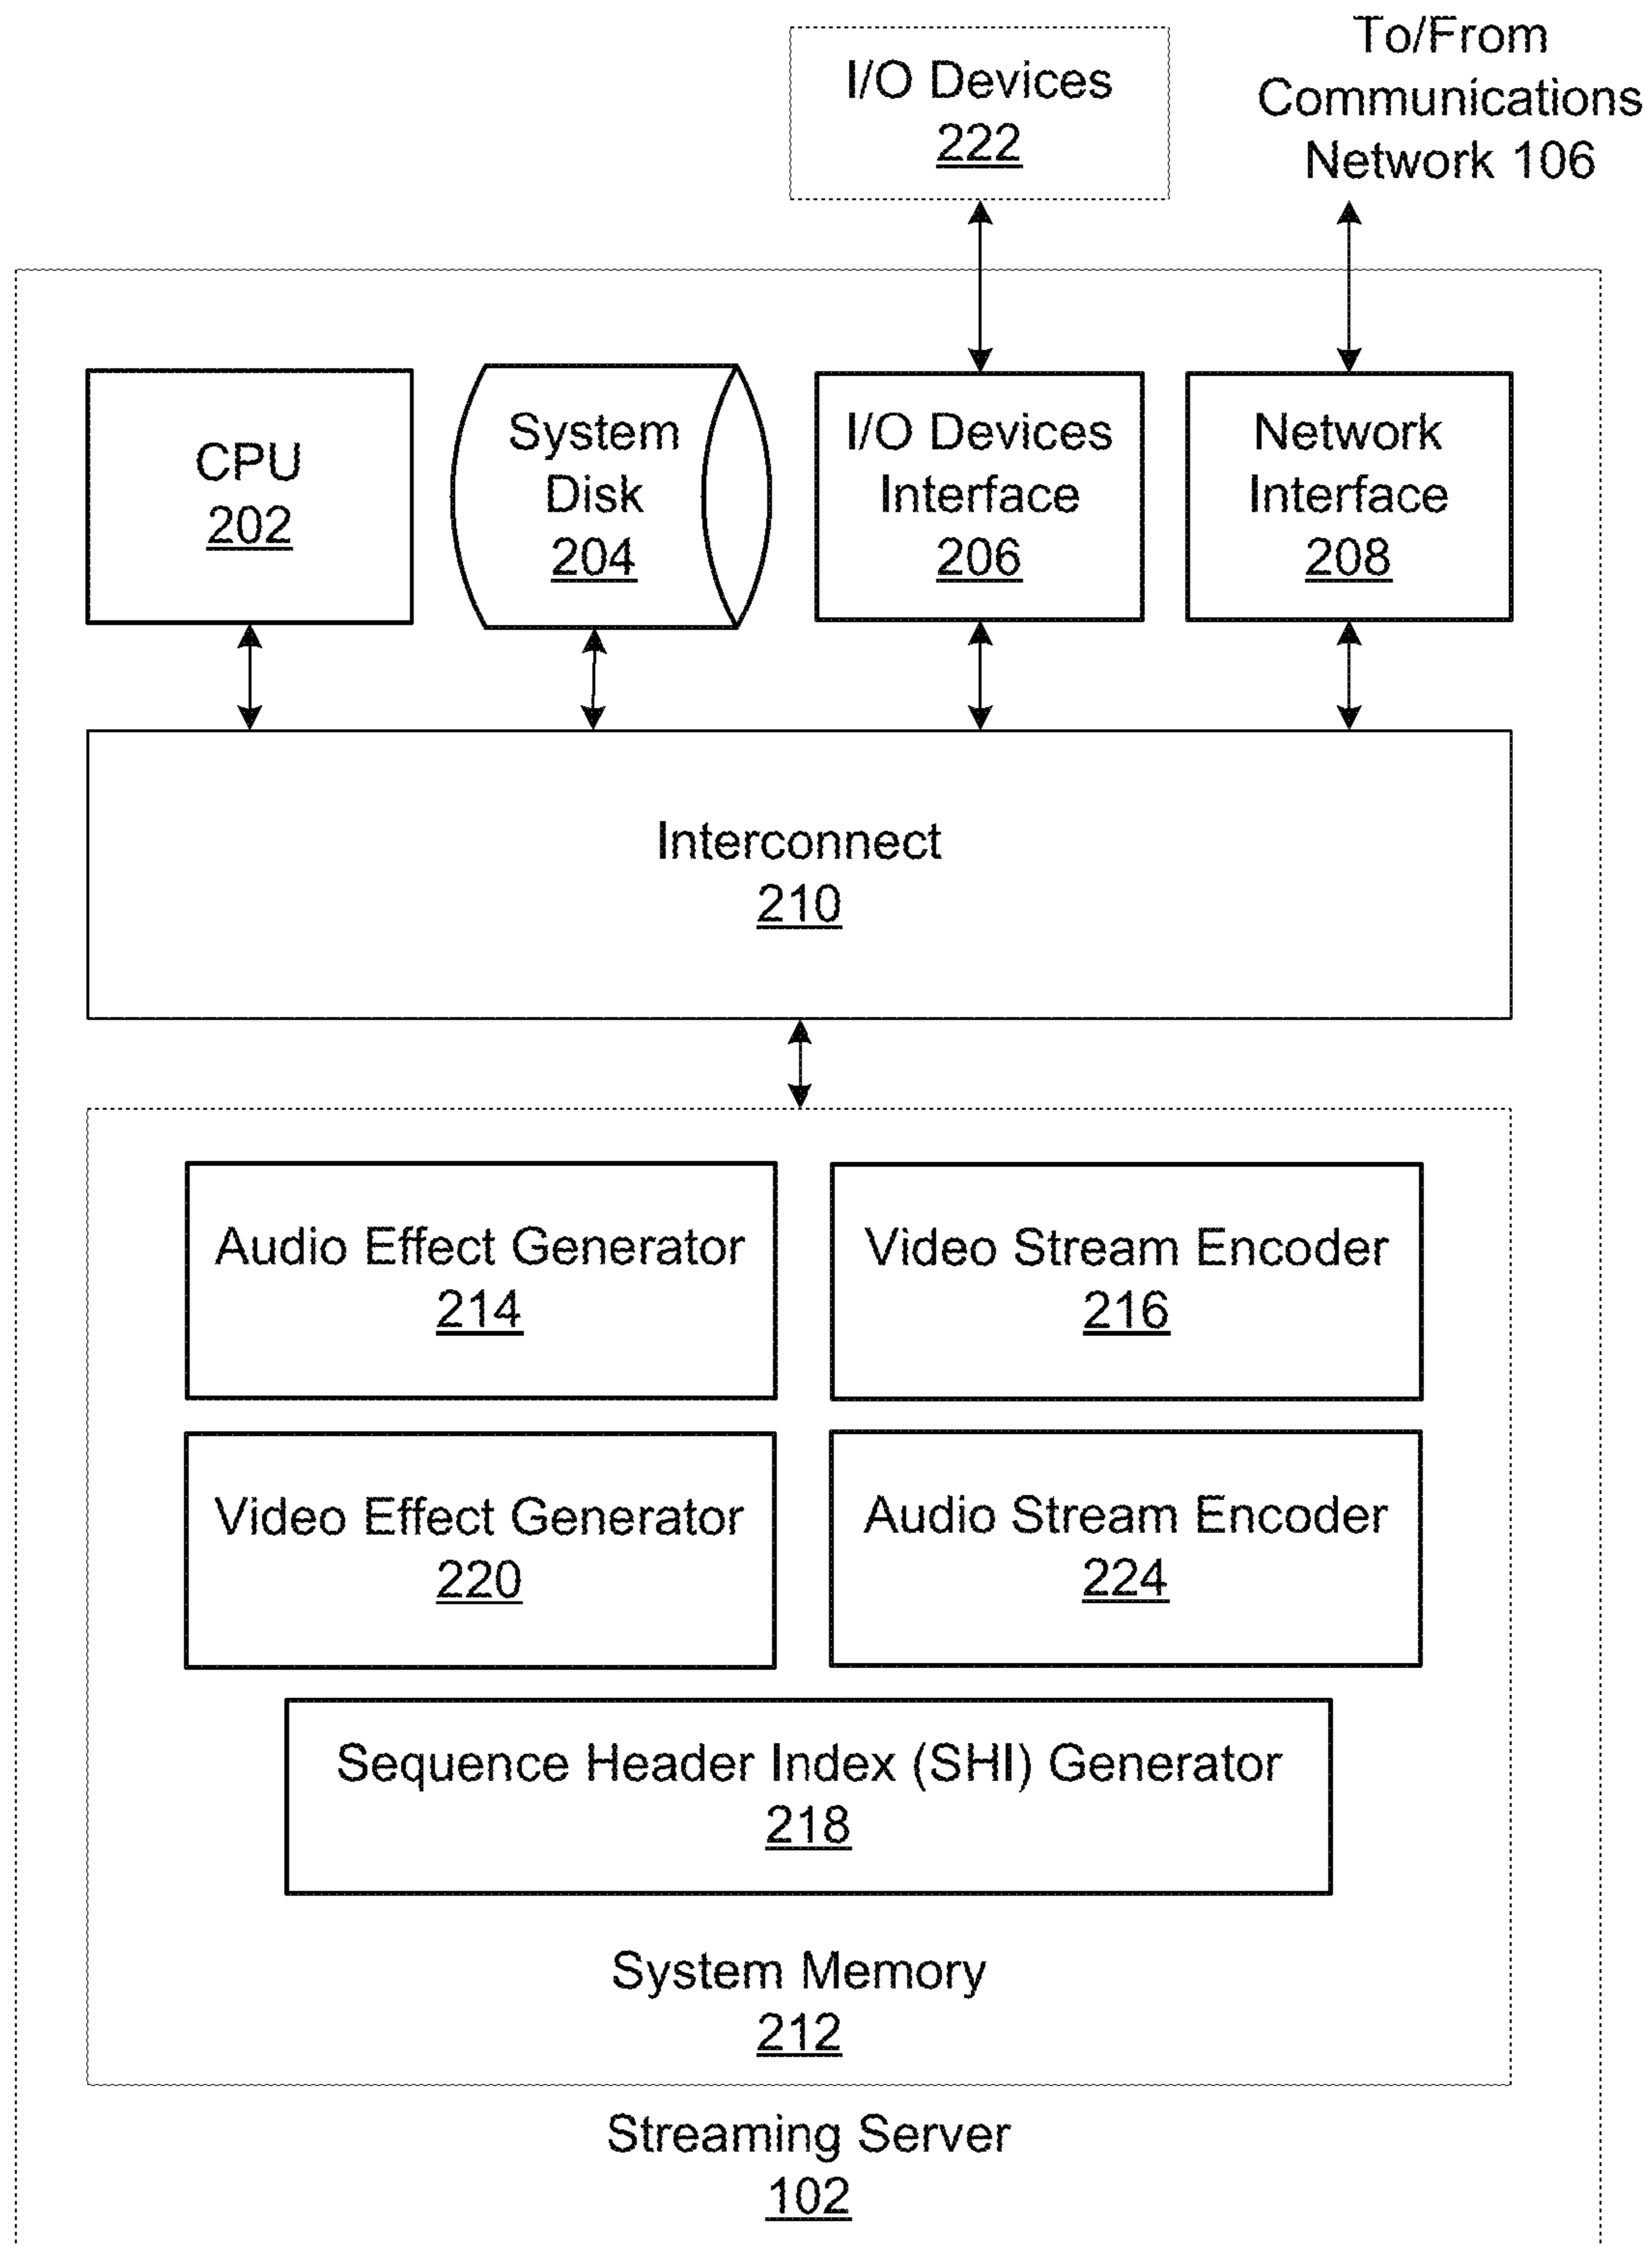 I/O Devices
222
To/From
Communications
Network 106
CPU
202
System
Disk
204
I/O Devices
Interface
206
Network
Interface
208
Interconnect
210
Audio Effect Generator
214
Video Stream Encoder
216
Video Effect Generator
220
Audio Stream Encoder
224
Sequence Header Index (SHI) Generator
218
System Memory
212
Streaming Server
102